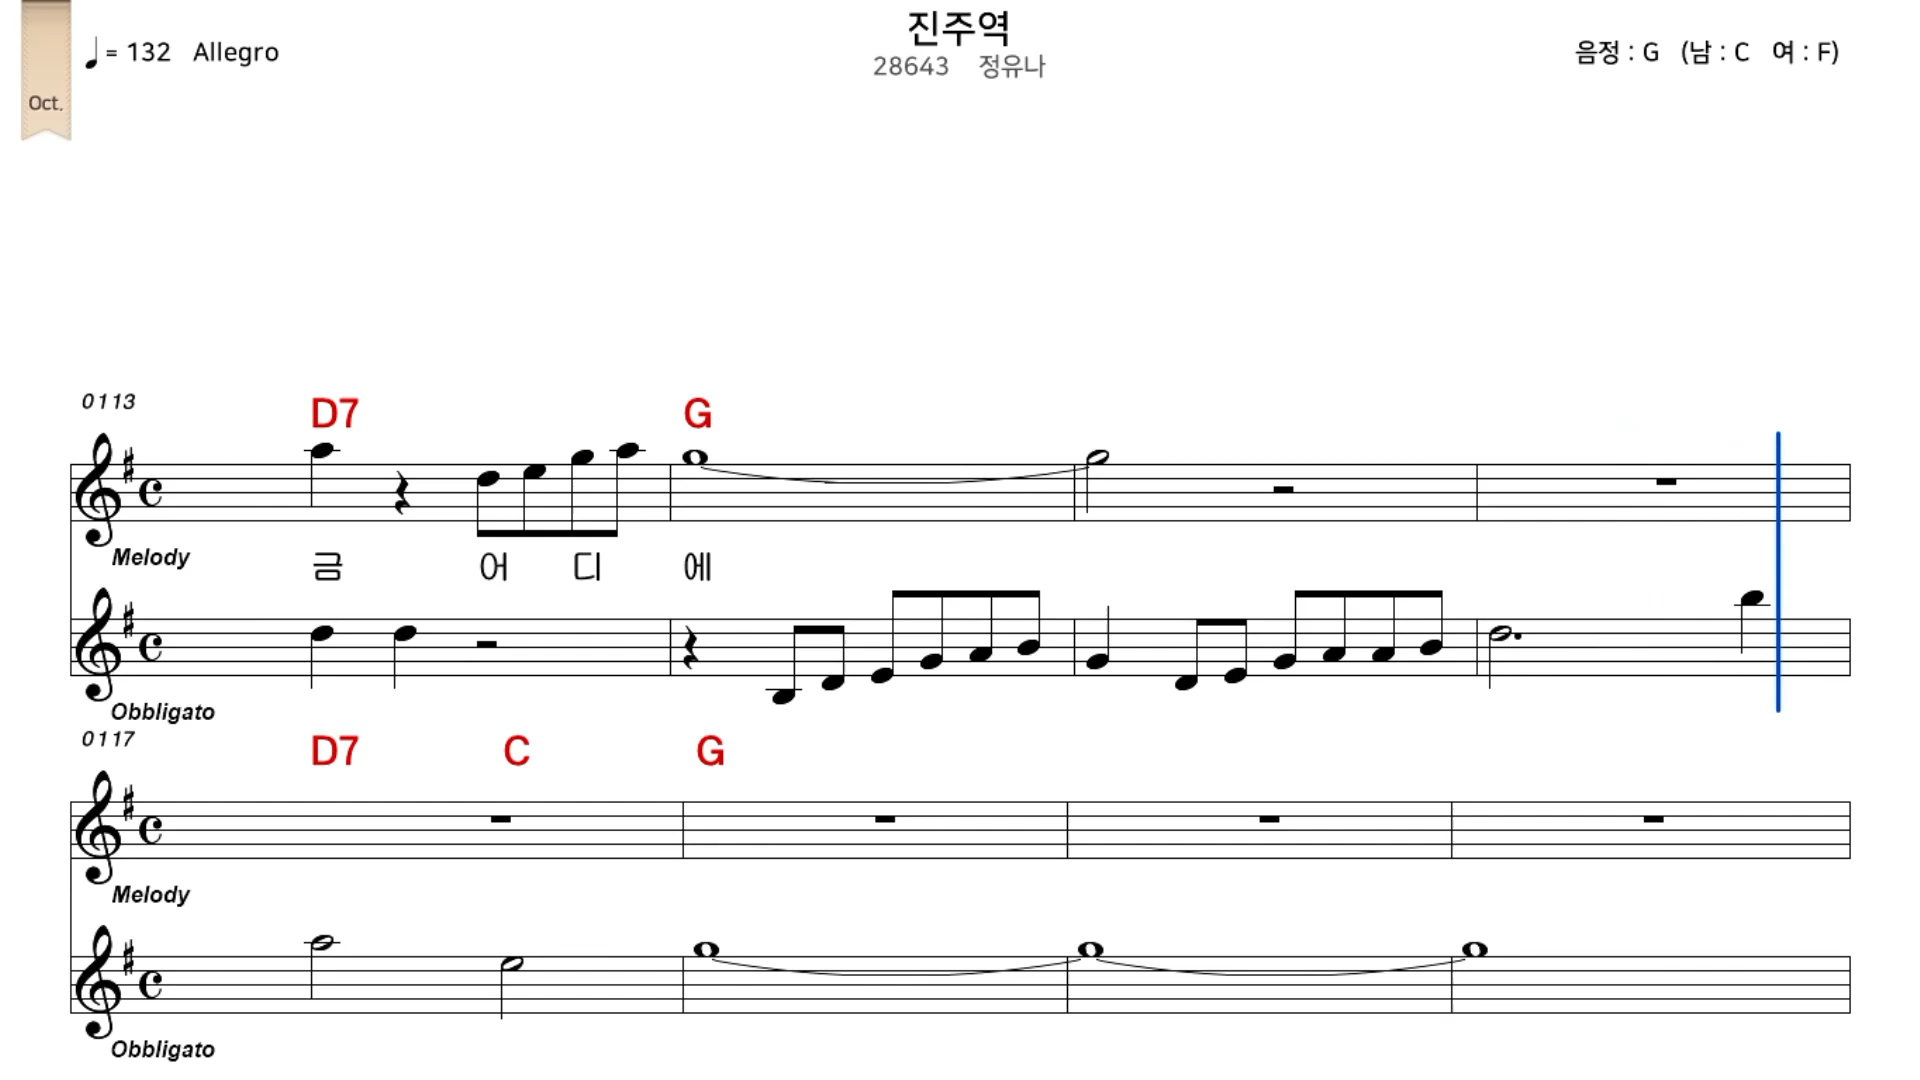 진주역
♩ = 132 Allegro
28643 정유나
음정 : G (남 : C 여 : F)
Oct.
0113
D7 G
Melody
금 어 디 에
Obbligato
0117
D7 C G
Melody
Obbligato